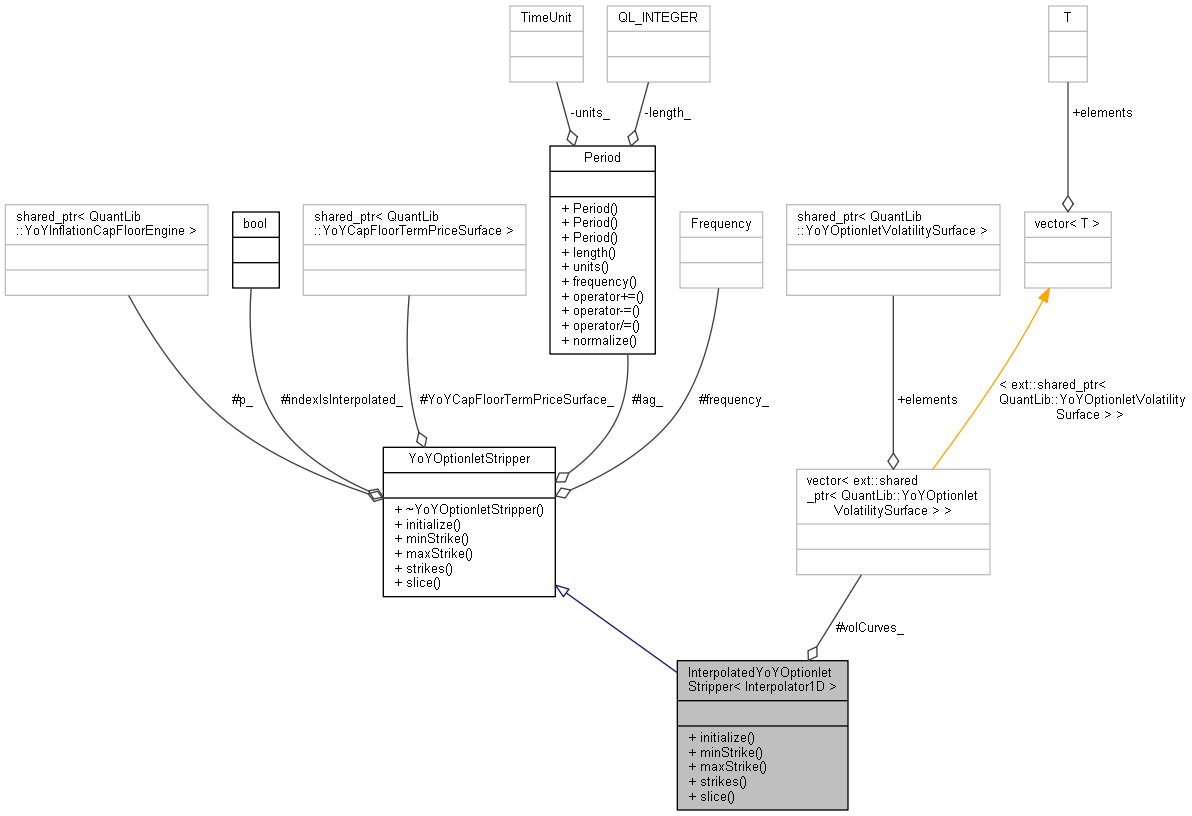 TimeUnit
QL_INTEGER
T
-units_
-length_
+elements
Period
+ Period()
+ Period()
+ Period()
+ length()
+ units()
+ frequency()
+ operator+=()
+ operator-=()
+ operator/=()
+ normalize()
shared_ptr< QuantLib
::YoYInflationCapFloorEngine >
bool
shared_ptr< QuantLib
::YoYCapFloorTermPriceSurface >
Frequency
shared_ptr< QuantLib
::YoYOptionletVolatilitySurface >
vector< T >
#p_
#indexIsInterpolated_
#YoYCapFloorTermPriceSurface_
#lag_
#frequency_
+elements
< ext::shared_ptr<
QuantLib::YoYOptionletVolatility
Surface > >
YoYOptionletStripper
+ ~YoYOptionletStripper()
+ initialize()
+ minStrike()
+ maxStrike()
+ strikes()
+ slice()
vector< ext::shared
_ptr< QuantLib::YoYOptionlet
VolatilitySurface > >
#volCurves_
InterpolatedYoYOptionlet
Stripper< Interpolator1D >
+ initialize()
+ minStrike()
+ maxStrike()
+ strikes()
+ slice()